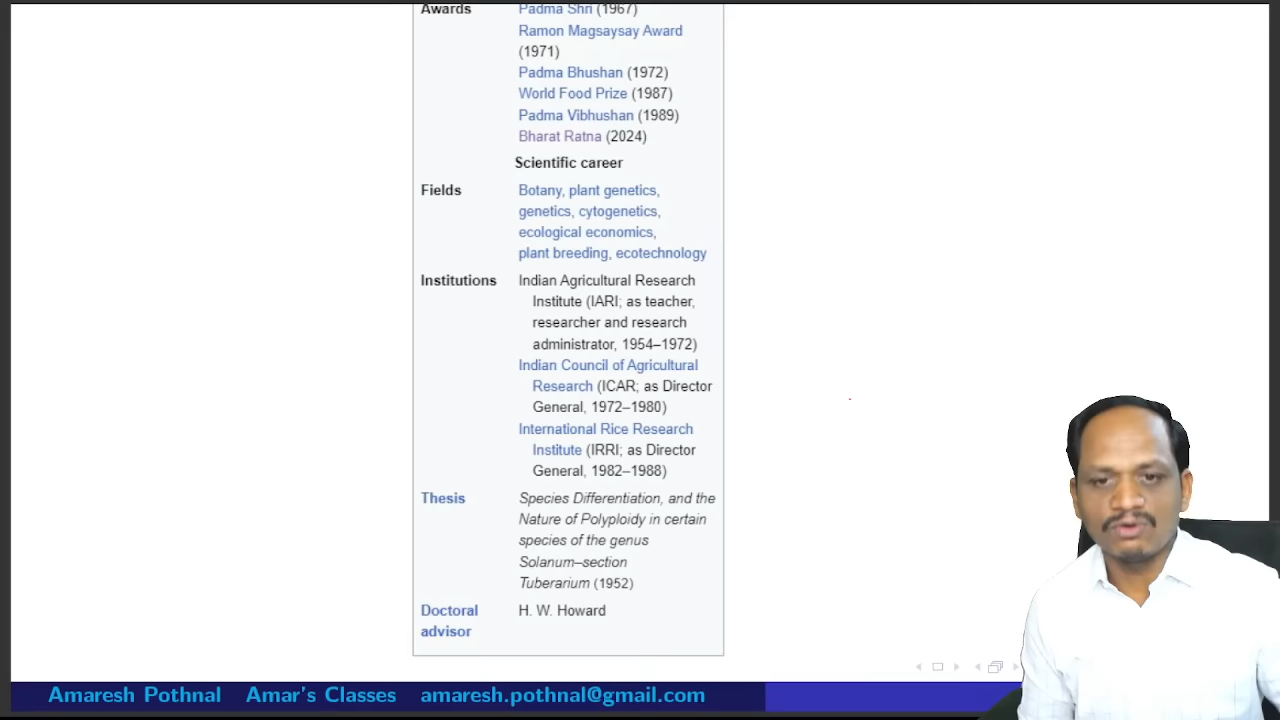 Awards Padma Shri (1967)
Ramon Magsaysay Award
(1971)
Padma Bhushan (1972)
World Food Prize (1987)
Padma Vibhushan (1989)
Bharat Ratna (2024)
Scientific career
Fields Botany, plant genetics,
genetics, cytogenetics,
ecological economics,
plant breeding, ecotechnology
Institutions Indian Agricultural Research
Institute (IARI; as teacher,
researcher and research
administrator, 1954–1972)
Indian Council of Agricultural
Research (ICAR; as Director
General, 1972–1980)
International Rice Research
Institute (IRRI; as Director
General, 1982–1988)
Thesis Species Differentiation, and the
Nature of Polyploidy in certain
species of the genus
Solanum–section
Tuberarium (1952)
Doctoral H. W. Howard
advisor
Amaresh Pothnal Amar's Classes amaresh.pothnal@gmail.com